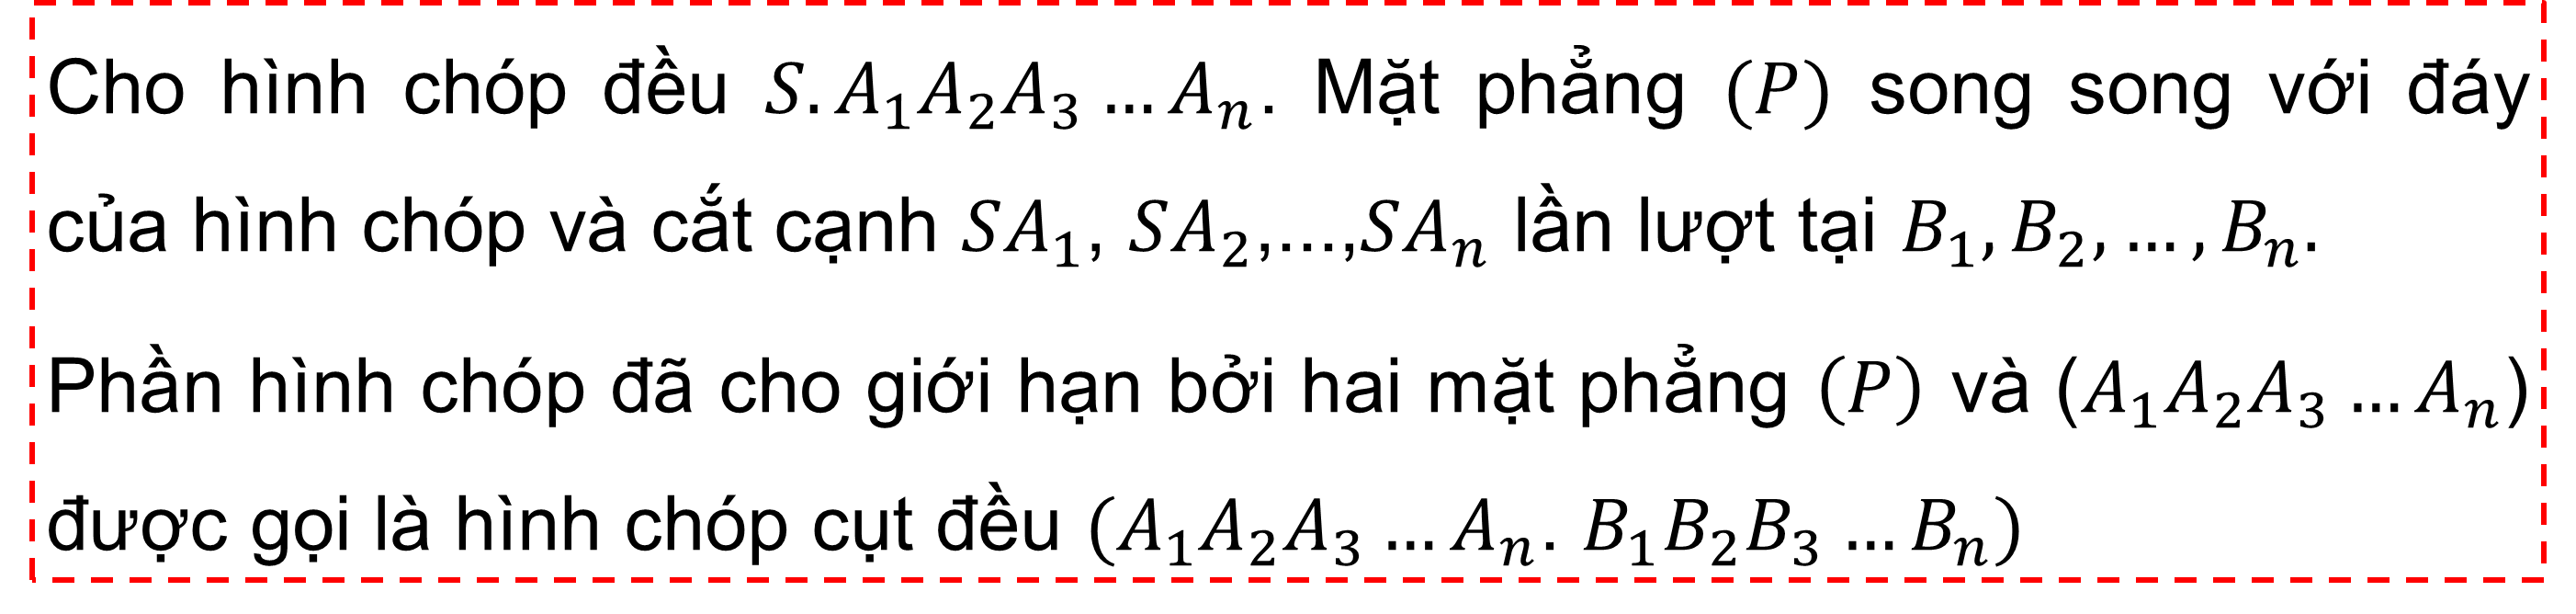 Cho hình chóp đều S.A₁A₂A₃ … Aₙ. Mặt phẳng (P) song song với đáy
của hình chóp và cắt cạnh SA₁, SA₂,...,SAₙ lần lượt tại B₁, B₂, … , Bₙ.
Phần hình chóp đã cho giới hạn bởi hai mặt phẳng (P) và (A₁A₂A₃ … Aₙ)
được gọi là hình chóp cụt đều (A₁A₂A₃ … Aₙ. B₁B₂B₃ … Bₙ)